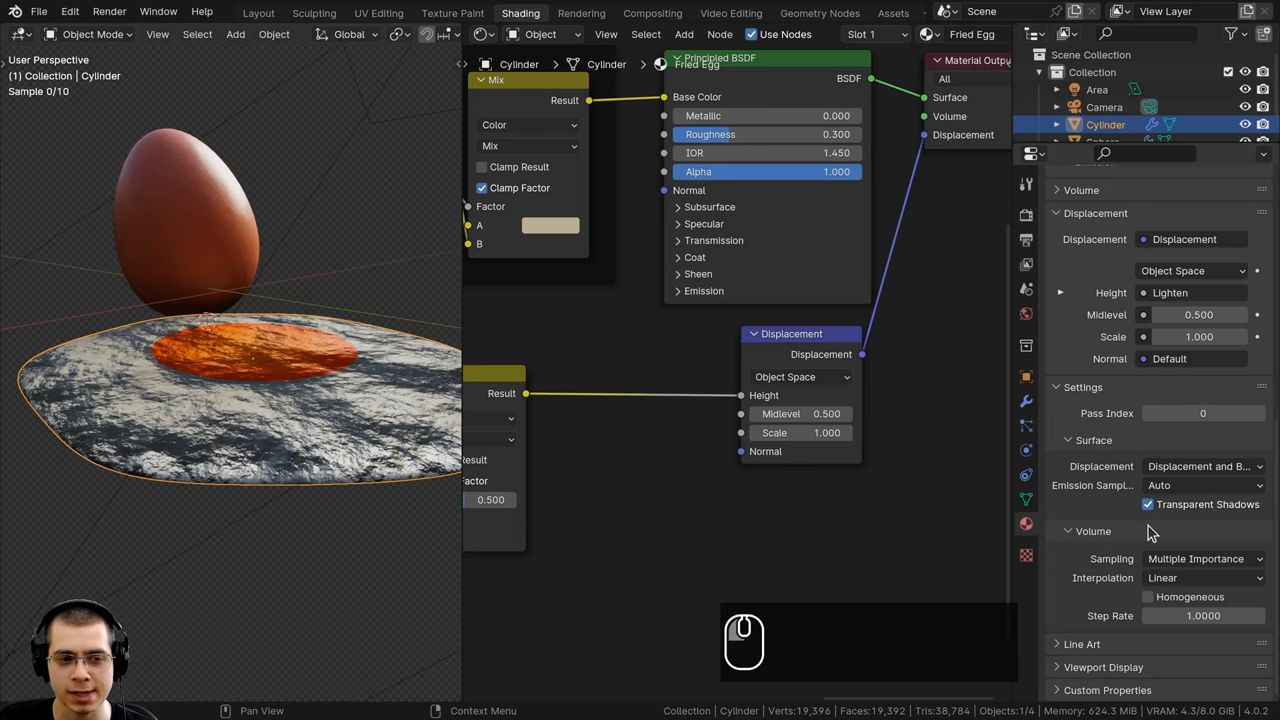 File Edit Render Window Help Layout Sculpting UV Editing Texture Paint Shading Rendering Compositing Video Editing Geometry Nodes Assets Scene View Layer
Object Mode View Select Add Object Global Object View Select Add Node Use Nodes Slot 1 Fried Egg
User Perspective
(1) Collection | Cylinder
Sample 0/10
Cylinder Cylinder Fried Egg
Mix
Result
Color
Mix
Clamp Result
Clamp Factor
Factor
A
B
Principled BSDF
BSDF
Base Color
Metallic 0.000
Roughness 0.300
IOR 1.450
Alpha 1.000
Normal
Subsurface
Specular
Transmission
Coat
Sheen
Emission
Material Outpu
All
Surface
Volume
Displacement
Result
Result
Factor
0.500
Displacement
Displacement
Object Space
Height
Midlevel 0.500
Scale 1.000
Normal
Scene Collection
Collection
Area
Camera
Cylinder
Volume
Displacement
Displacement Displacement
Object Space
Height Lighten
Midlevel 0.500
Scale 1.000
Normal Default
Settings
Pass Index 0
Surface
Displacement Displacement and B...
Emission Sampl... Auto
Transparent Shadows
Volume
Sampling Multiple Importance
Interpolation Linear
Homogeneous
Step Rate 1.0000
Line Art
Viewport Display
Custom Properties
Pan View Context Menu Collection | Cylinder | Verts:19,396 | Faces:19,392 | Tris:38,784 | Objects:1/4 | Memory: 624.3 MiB | VRAM: 4.3/8.0 GiB | 4.0.2